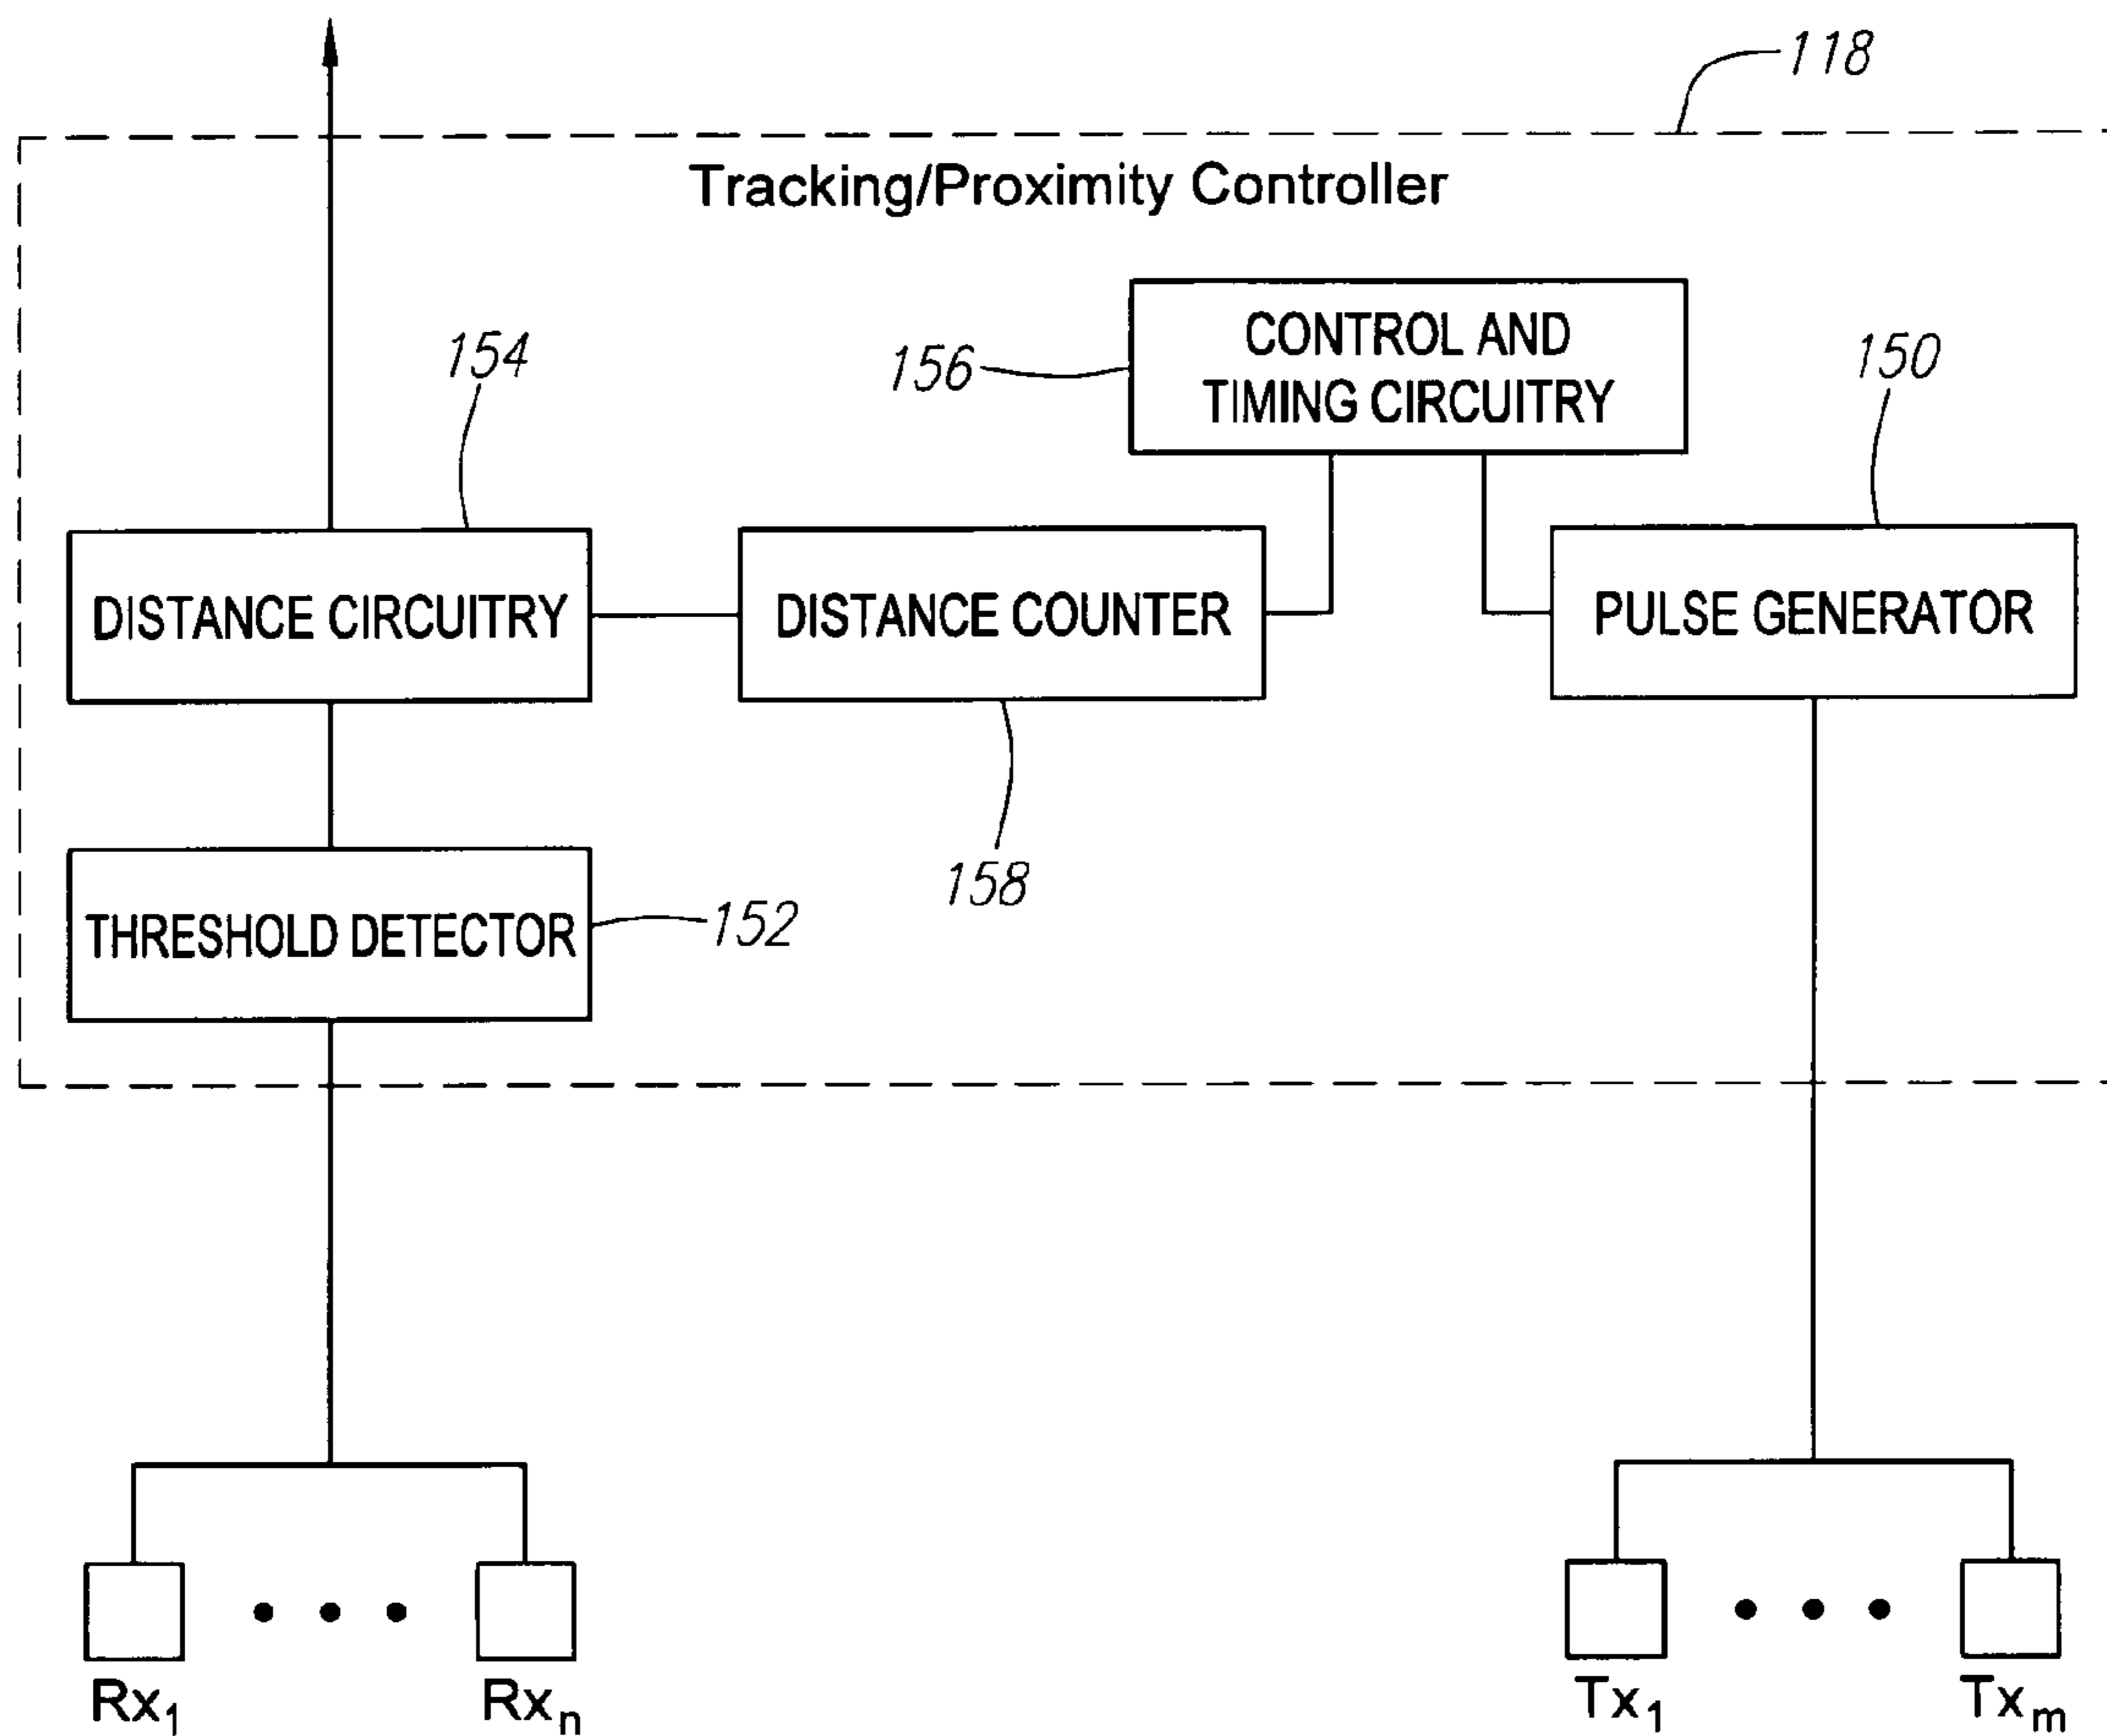 118
Tracking/Proximity Controller
CONTROL AND
TIMING CIRCUITRY
154
156
150
DISTANCE CIRCUITRY
DISTANCE COUNTER
PULSE GENERATOR
158
THRESHOLD DETECTOR
152
Rx1
Rxn
Tx1
Txm